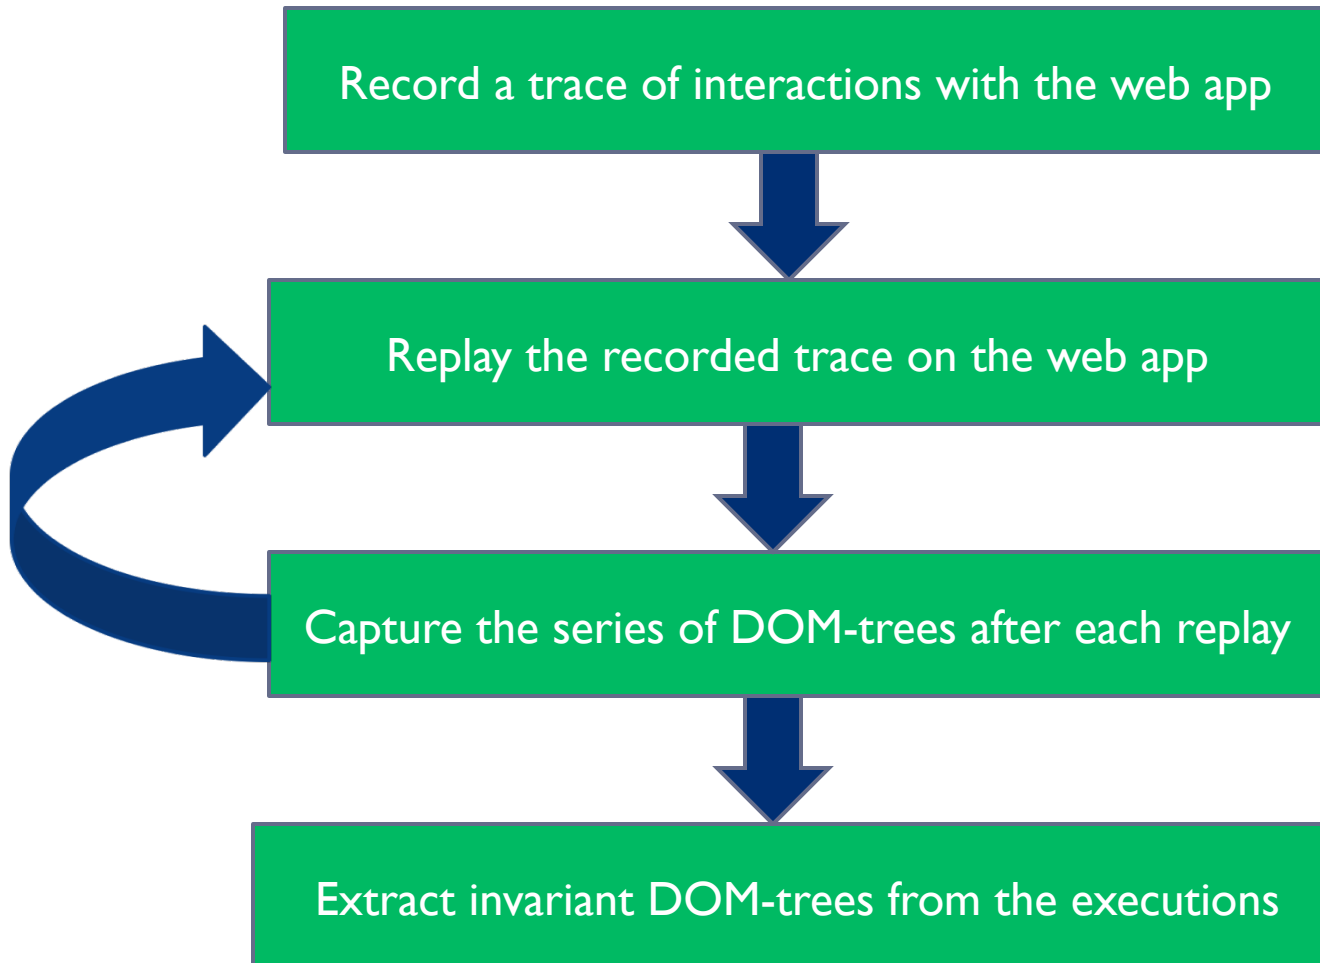 Record a trace of interactions with the web app
Replay the recorded trace on the web app
Capture the series of DOM-trees after each replay
Extract invariant DOM-trees from the executions